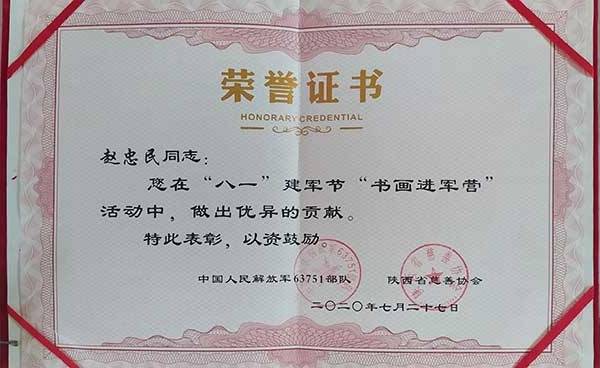 荣誉证书
HONORARY CREDENTIAL
赵忠民同志：
您在“八一”建军节“书画进军营”
活动中，做出优异的贡献。
特此表彰，以资鼓励
中国人民解放军63751部队 陕西省慈善协会
二〇二〇年七月二十七日